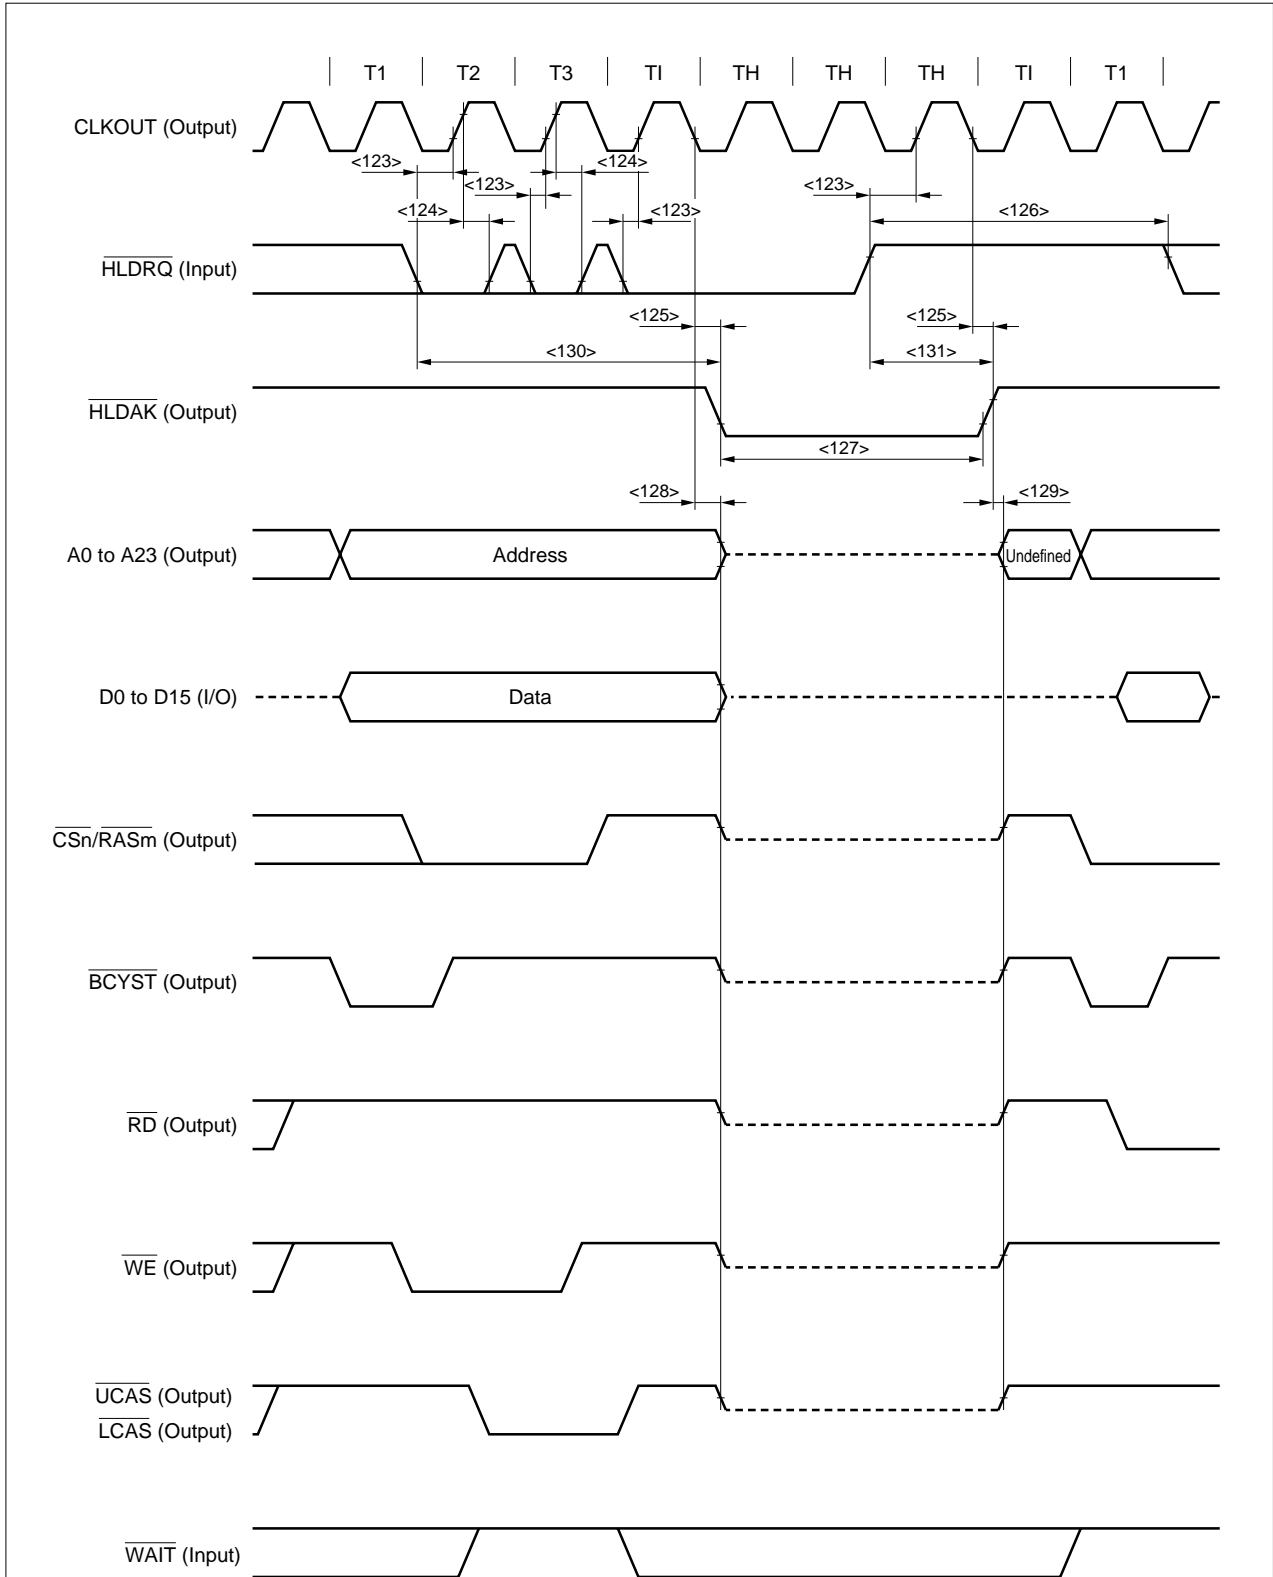 T1 T2 T3 TI TH TH TH TI T1
CLKOUT (Output)
<123> <124>
<123> <123>
<124> <123> <126>
HLDRQ (Input)
<125> <125>
<130> <131>
HLDAK (Output)
<127>
<128> <129>
A0 to A23 (Output) Address Undefined
D0 to D15 (I/O) Data
CSn/RASm (Output)
BCYST (Output)
RD (Output)
WE (Output)
UCAS (Output)
LCAS (Output)
WAIT (Input)